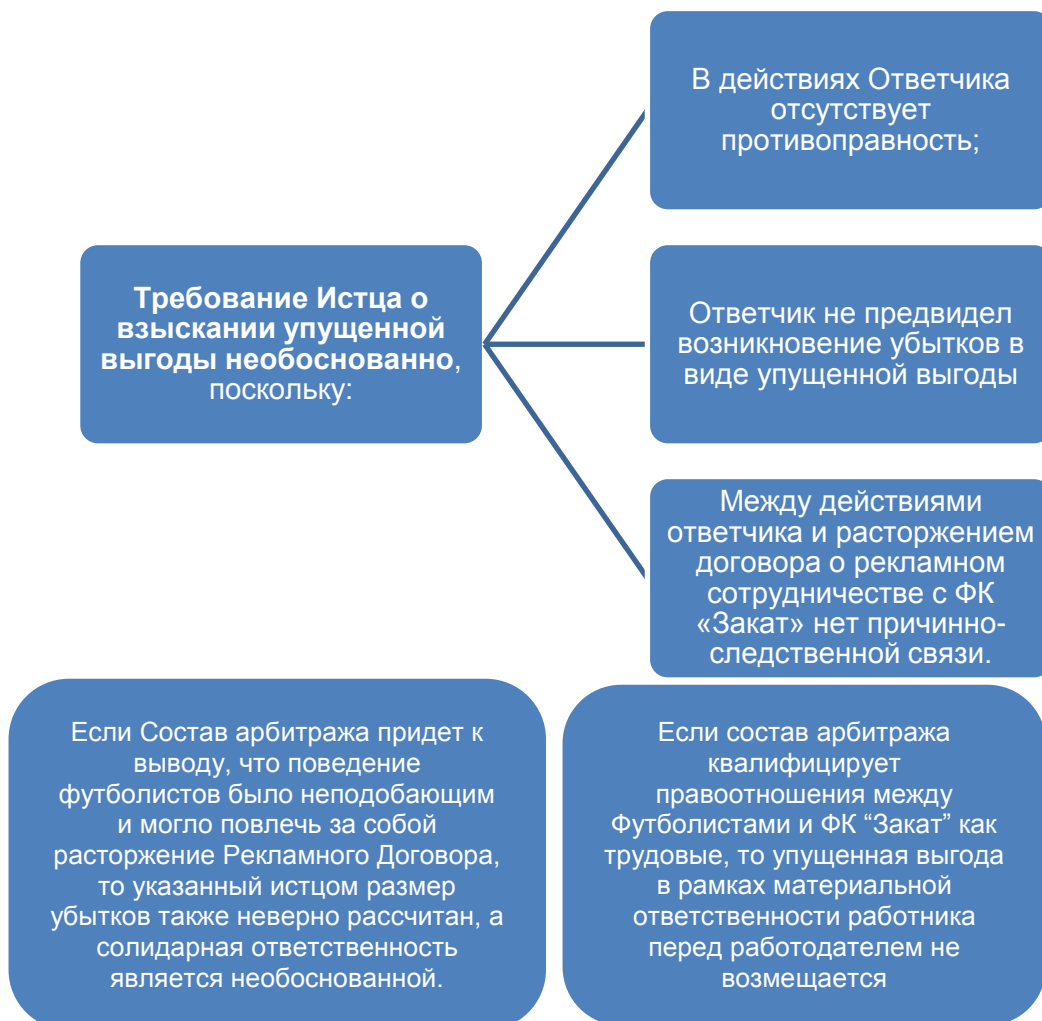 Требование Истца о
взыскании упущенной
выгоды необоснованно,
поскольку:
В действиях Ответчика
отсутствует
противоправность;
Ответчик не предвидел
возникновение убытков в
виде упущенной выгоды
Между действиями
ответчика и расторжением
договора о рекламном
сотрудничестве с ФК
«Закат» нет причинно-
следственной связи.
Если Состав арбитража придет к
выводу, что поведение
футболистов было неподобающим
и могло повлечь за собой
расторжение Рекламного Договора,
то указанный истцом размер
убытков также неверно рассчитан, а
солидарная ответственность
является необоснованной.
Если состав арбитража
квалифицирует
правоотношения между
Футболистами и ФК “Закат” как
трудовые, то упущенная выгода
в рамках материальной
ответственности работника
перед работодателем не
возмещается